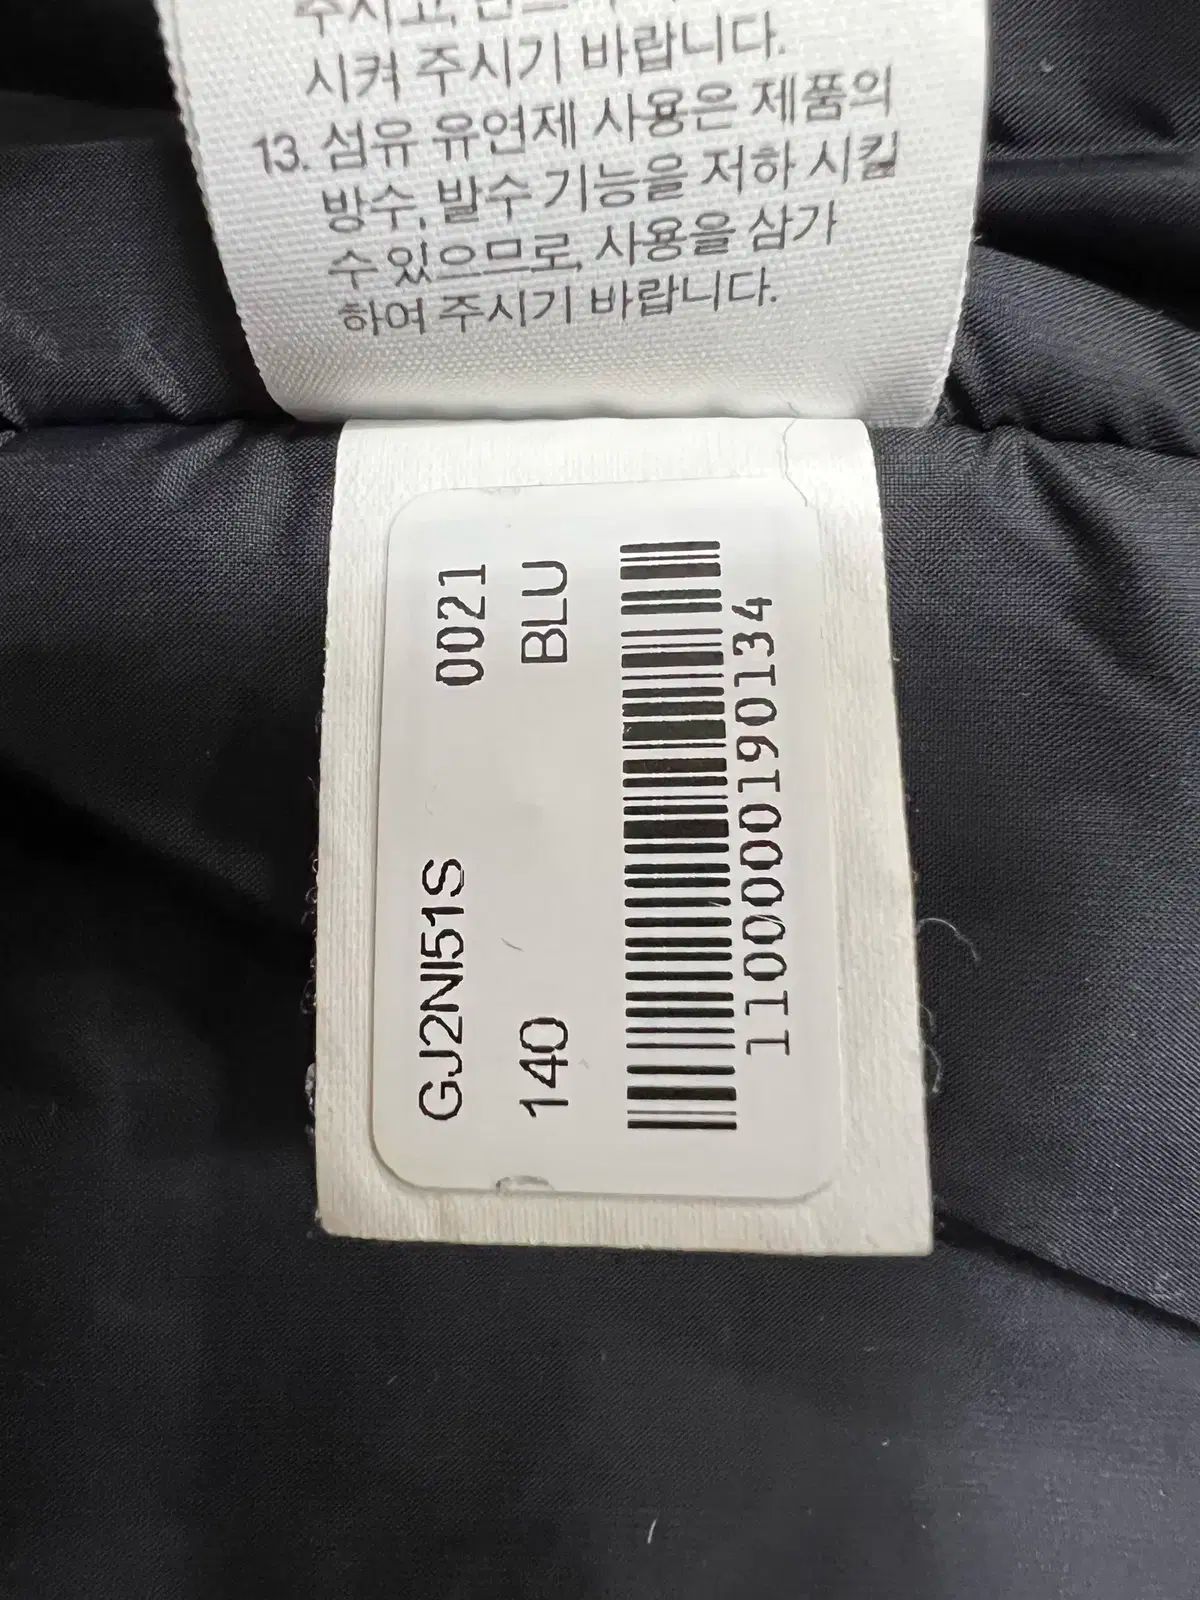 시켜 주시기 바랍니다.
13. 섬유 유연제 사용은 제품의
방수, 발수 기능을 저하 시킬
수 있으므로, 사용을 삼가
하여 주시기 바랍니다.
GJ2NI51S 0021
140 BLU
1100000190134